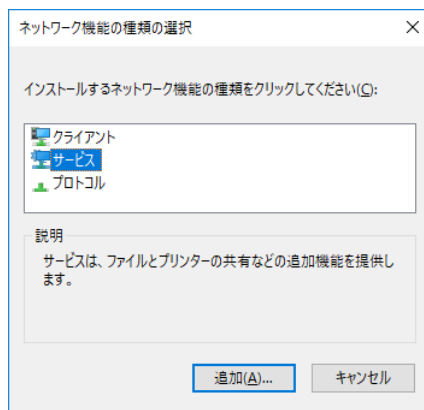 ネットワーク機能の種類の選択
インストールするネットワーク機能の種類をクリックしてください(C):
クライアント
サービス
プロトコル
説明
サービスは、ファイルとプリンターの共有などの追加機能を提供し
ます。
追加(A)...
キャンセル